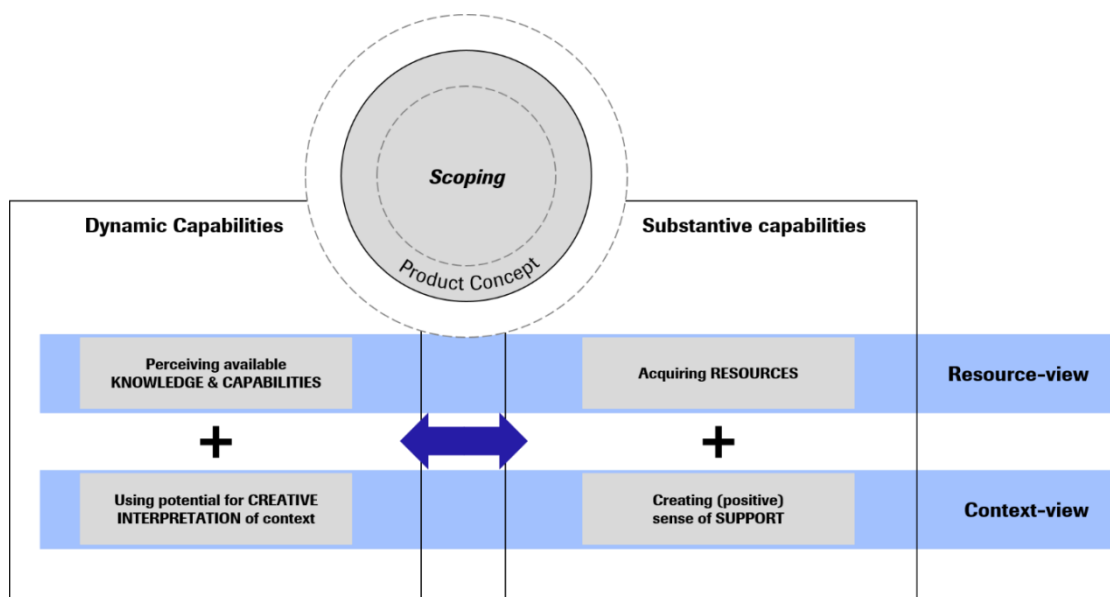 Scoping
Product Concept
Dynamic Capabilities
Substantive capabilities
Perceiving available
KNOWLEDGE & CAPABILITIES
Acquiring RESOURCES
Resource-view
+
+
Using potential for CREATIVE
INTERPRETATION of context
Creating (positive)
sense of SUPPORT
Context-view